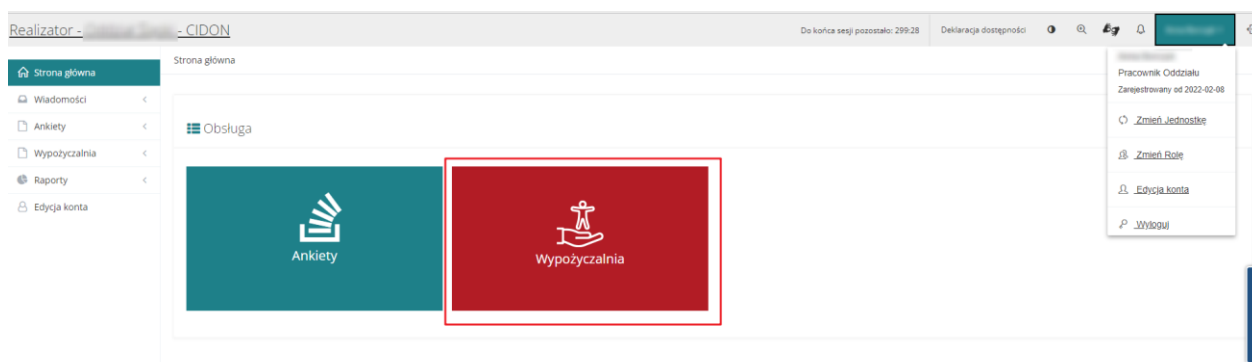 Realizator - - CIDON
Do końca sesji pozostało: 299:28
Deklaracja dostępności
Strona główna
Wiadomości
Ankiety
Wypożyczalnia
Raporty
Edycja konta
Strona główna
Obsługa
Ankiety
Wypożyczalnia
Pracownik Oddziału
Zarejestrowany od 2022-02-08
Zmień Jednostkę
Zmień Rolę
Edycja konta
Wyloguj